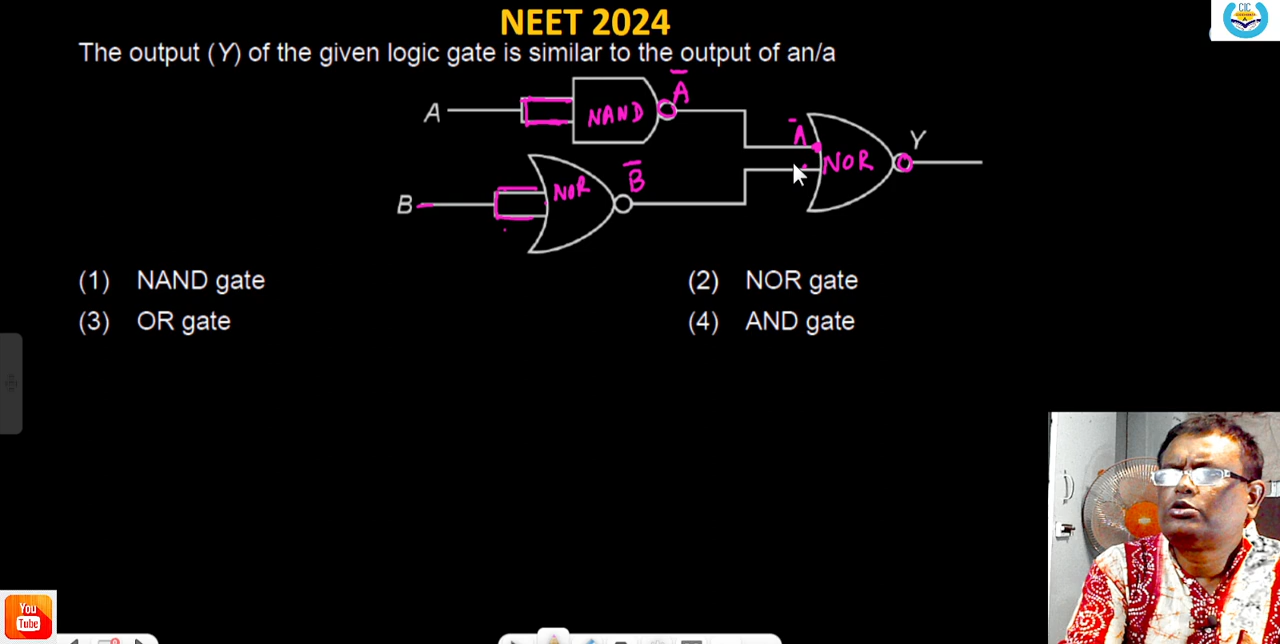 NEET 2024
CIC
The output (Y) of the given logic gate is similar to the output of an/a
A NAND Ā
Ā NOR Y
B NOR B̄
(1) NAND gate (2) NOR gate
(3) OR gate (4) AND gate
You
Tube